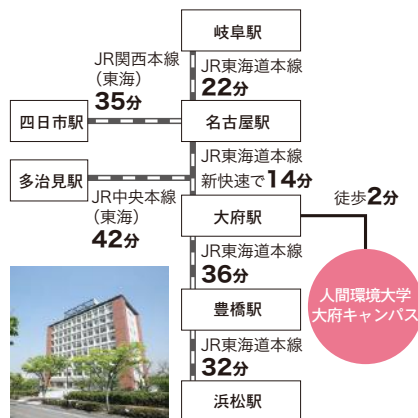 岐阜駅
JR関西本線
(東海)
35分
JR東海道本線
22分
四日市駅
名古屋駅
多治見駅
JR東海道本線
新快速で14分
JR中央本線
(東海)
42分
大府駅
徒歩2分
JR東海道本線
36分
人間環境大学
大府キャンパス
豊橋駅
JR東海道本線
32分
浜松駅